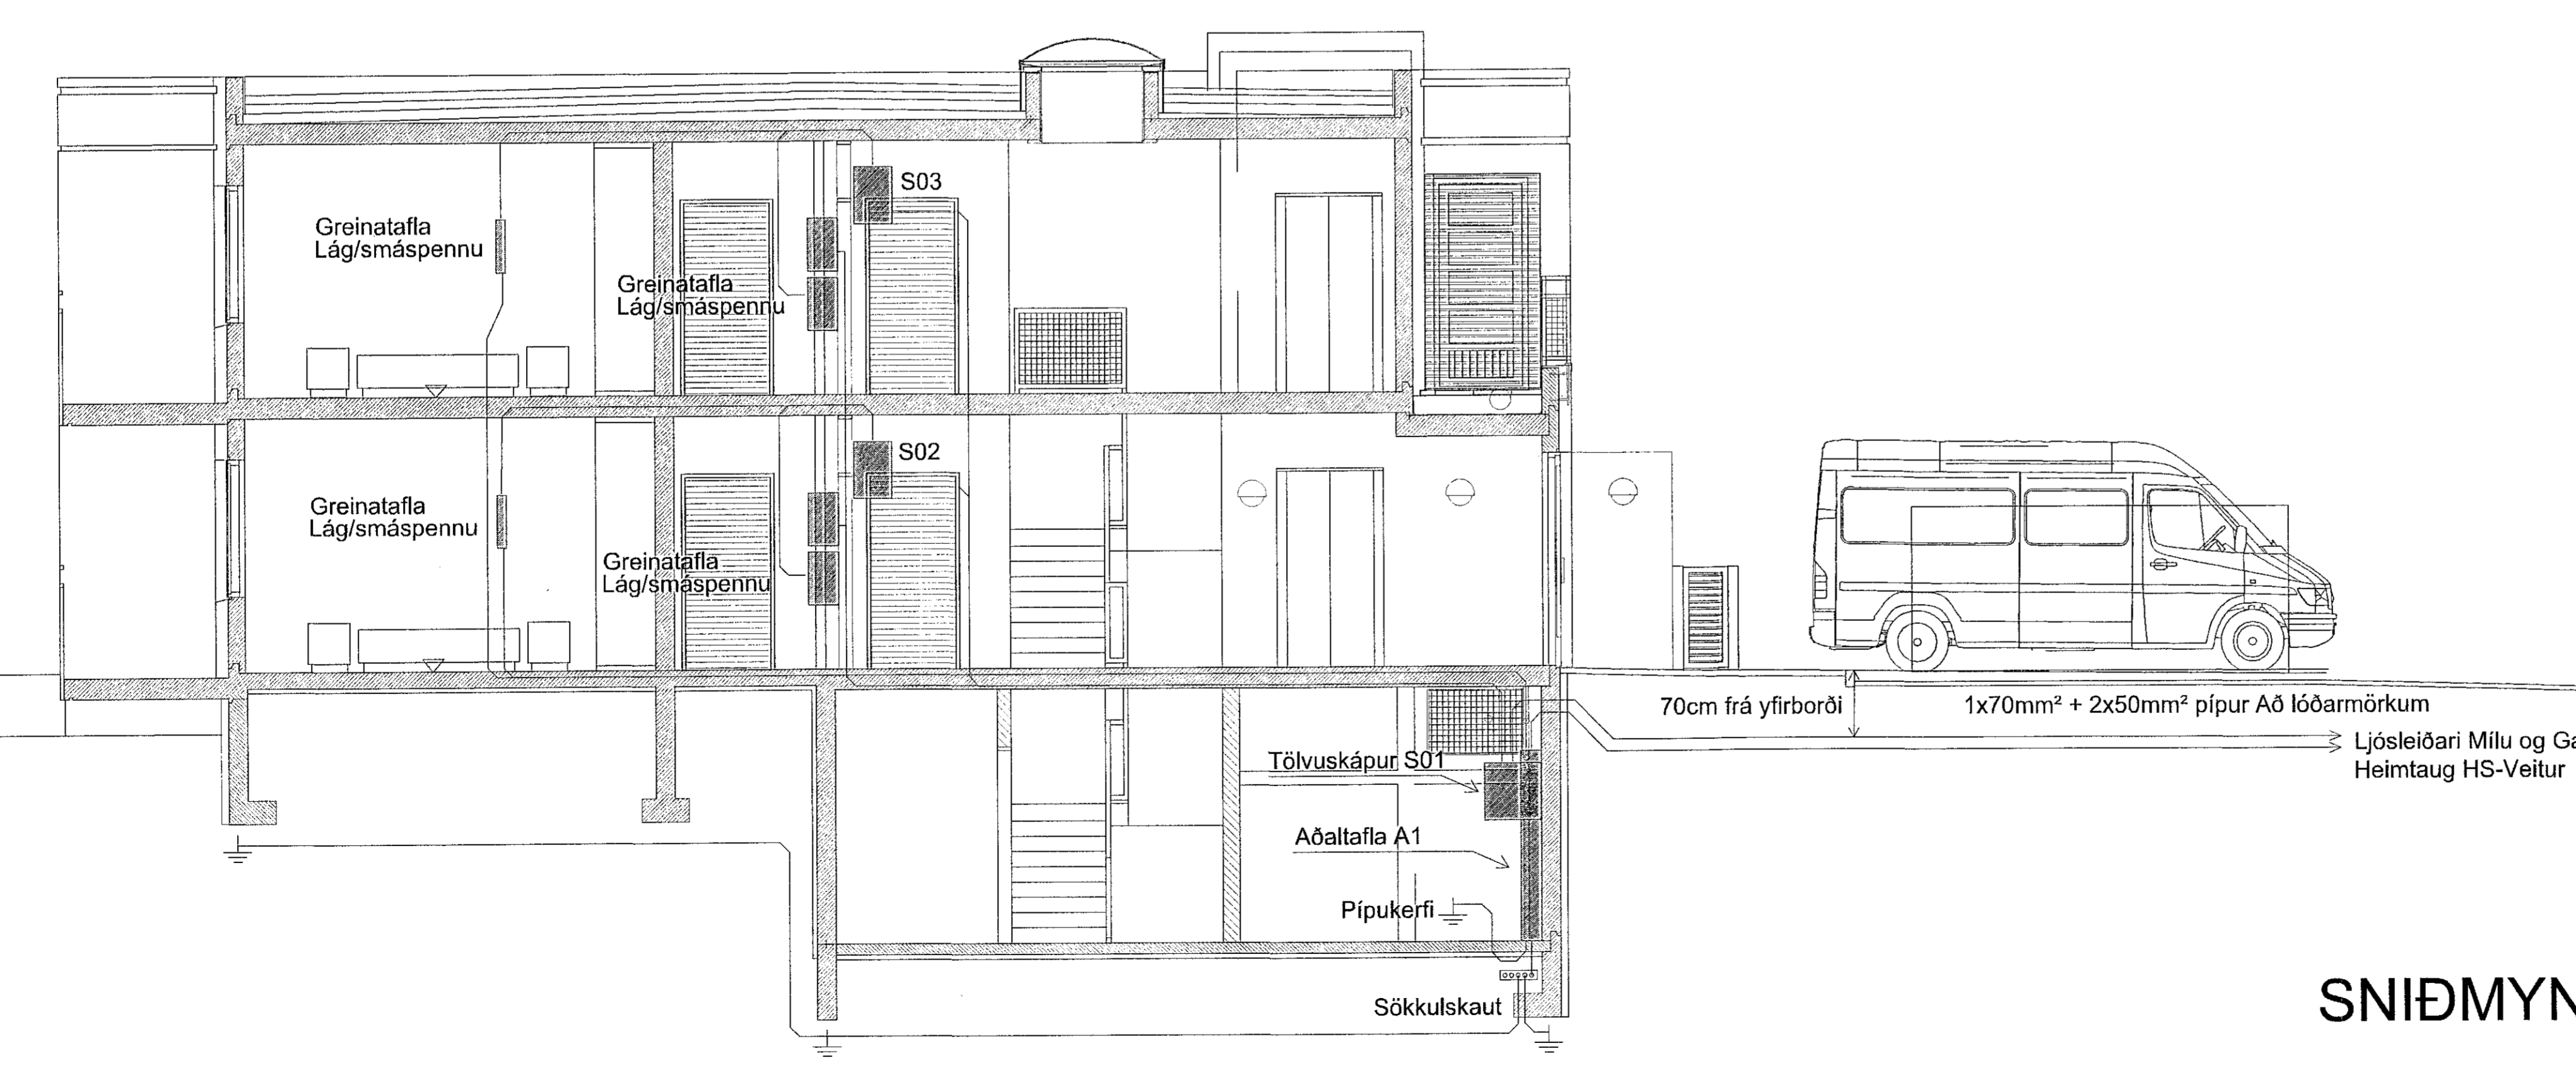 S03
Greinatafla
Lág/smáspennu
Greinatafla
Lág/smáspennu
S02
Greinatafla
Lág/smáspennu
Greinatafla
Lág/smáspennu
70cm frá yfirborði
1x70mm² + 2x50mm² pípur Að lóðarmörkum
Ljósleiðari Mílu og Ga
Heimtaug HS-Veitur
Tölvuskápur S01
Aðaltafla A1
Pípukerfi
Sökkulskaut
SNIÐMYN